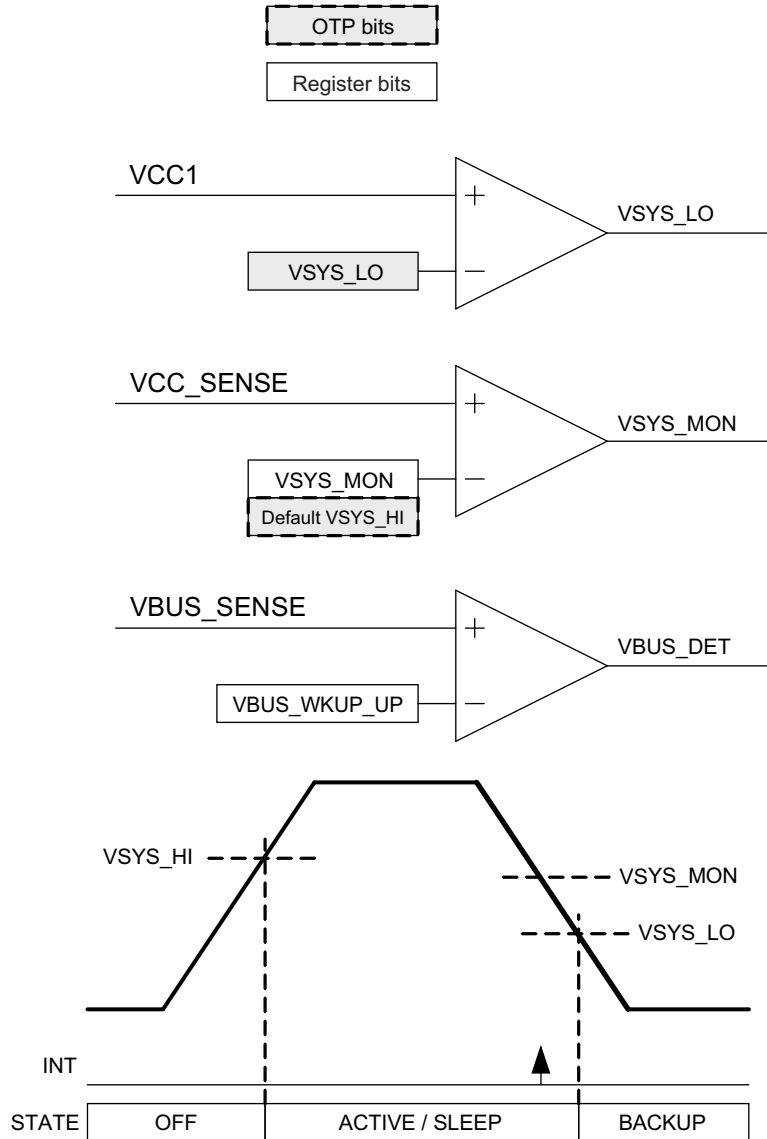 OTP bits
Register bits
VCC1
+
VSYS_LO
VSYS_LO
−
VCC_SENSE
+
VSYS_MON
VSYS_MON
−
Default VSYS_HI
VBUS_SENSE
+
VBUS_DET
VBUS_WKUP_UP
−
VSYS_HI
VSYS_MON
VSYS_LO
INT
STATE OFF ACTIVE / SLEEP BACKUP